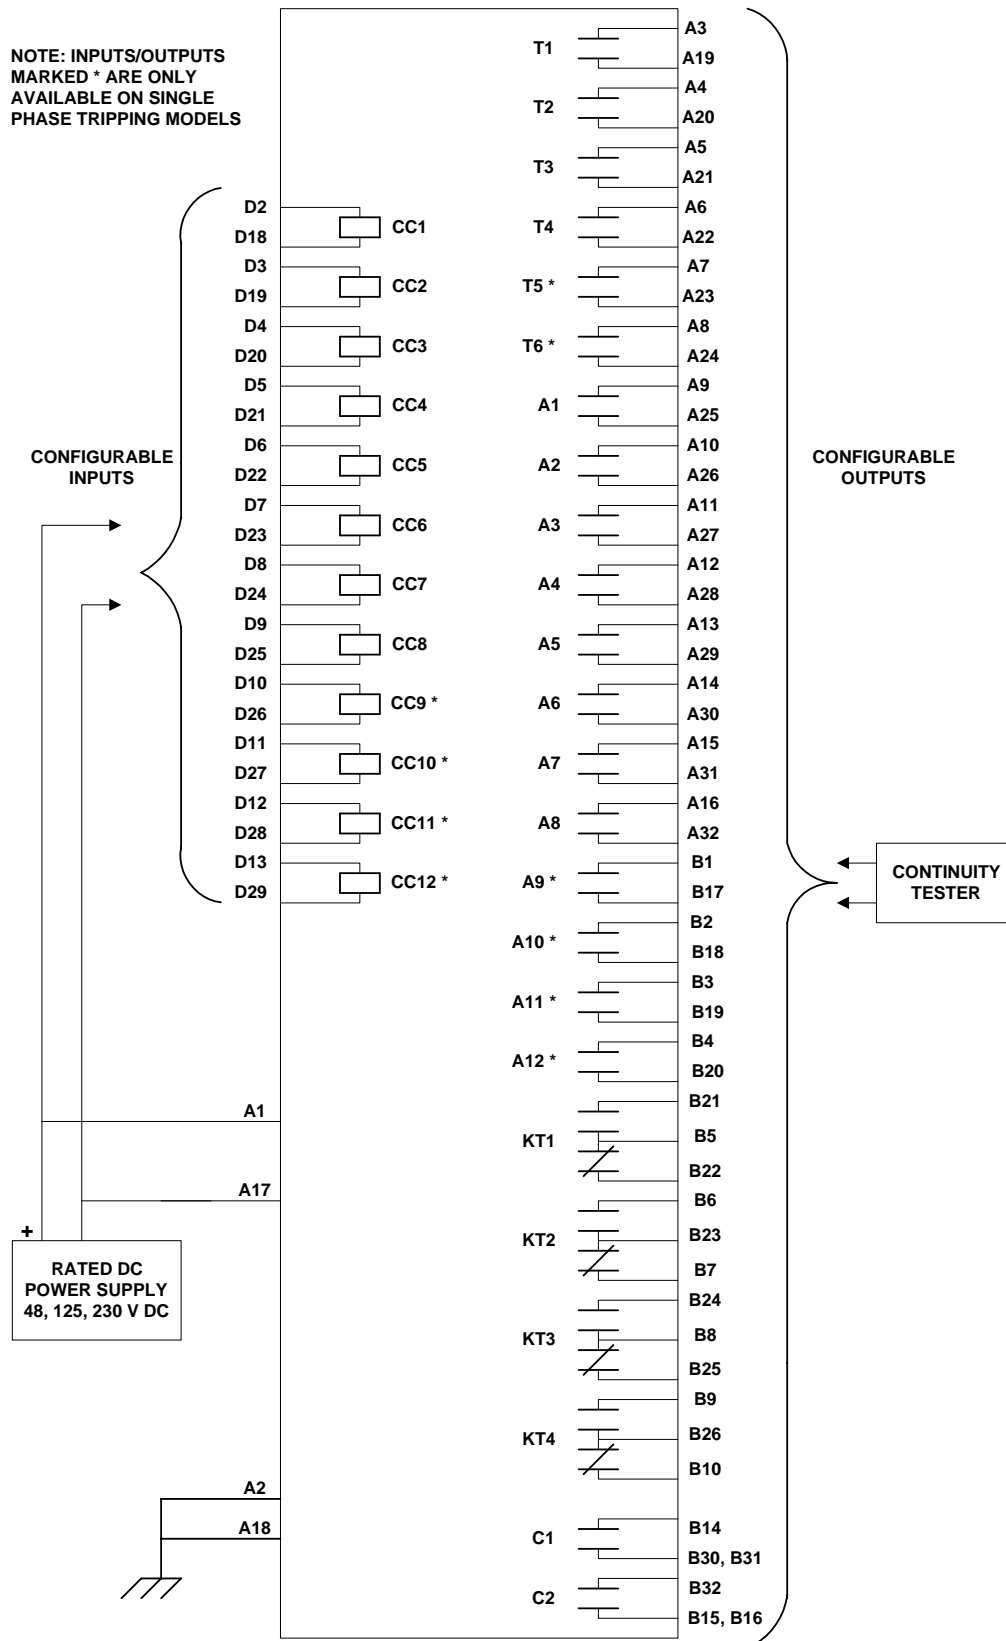 NOTE: INPUTS/OUTPUTS
MARKED * ARE ONLY
AVAILABLE ON SINGLE
PHASE TRIPPING MODELS
CONFIGURABLE
INPUTS
D2
D18
CC1
D3
D19
CC2
D4
D20
CC3
D5
D21
CC4
D6
D22
CC5
D7
D23
CC6
D8
D24
CC7
D9
D25
CC8
D10
D26
CC9 *
D11
D27
CC10 *
D12
D28
CC11 *
D13
D29
CC12 *
A1
A17
+
RATED DC
POWER SUPPLY
48, 125, 230 V DC
A2
A18
T1
A3
A19
T2
A4
A20
T3
A5
A21
T4
A6
A22
T5 *
A7
A23
T6 *
A8
A24
A1
A9
A25
A2
A10
A26
A3
A11
A27
A4
A12
A28
A5
A13
A29
A6
A14
A30
A7
A15
A31
A8
A16
A32
A9 *
B1
B17
A10 *
B2
B18
A11 *
B3
B19
A12 *
B4
B20
KT1
B21
B5
B22
KT2
B6
B23
B7
KT3
B24
B8
B25
KT4
B9
B26
B10
C1
B14
B30, B31
C2
B32
B15, B16
CONFIGURABLE
OUTPUTS
CONTINUITY
TESTER